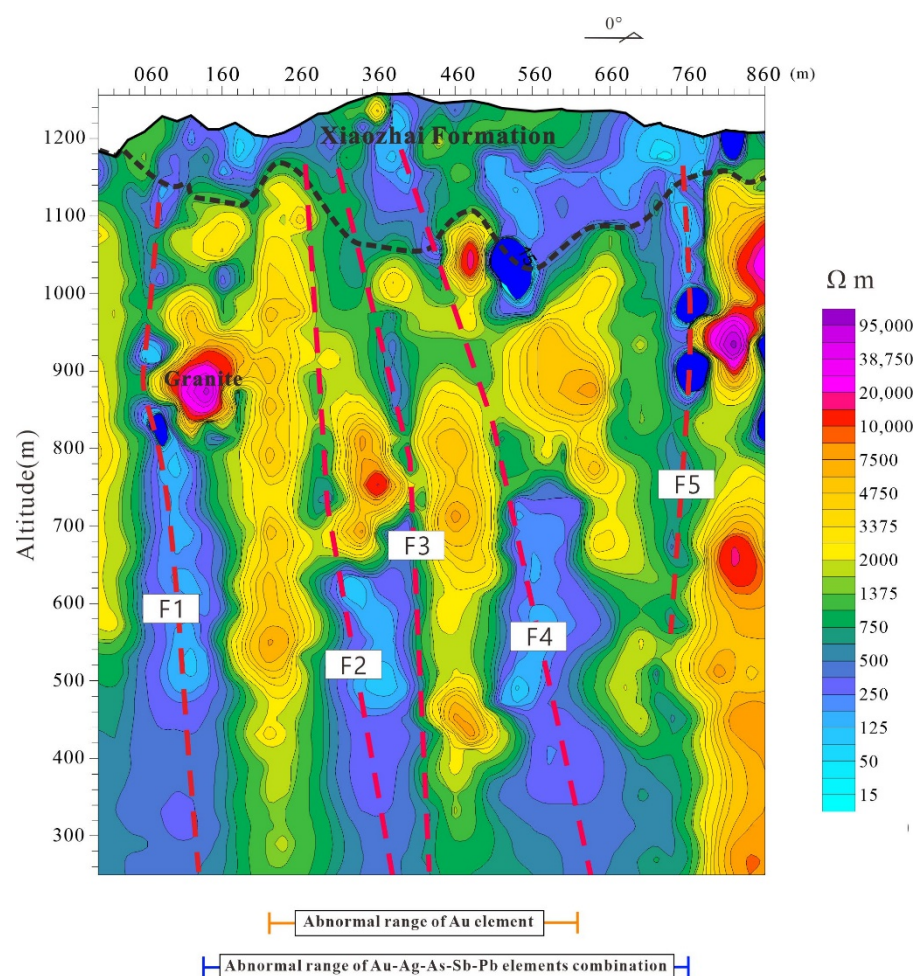 0°
060 160 260 360 460 560 660 760 860 (m)
Xiaozhai Formation
1200
1100
1000
900
800
700
600
500
400
300
Altitude(m)
Granite
F1
F2
F3
F4
F5
Ω m
95,000
38,750
20,000
10,000
7500
4750
3375
2000
1375
750
500
250
125
50
15
Abnormal range of Au element
Abnormal range of Au-Ag-As-Sb-Pb elements combination